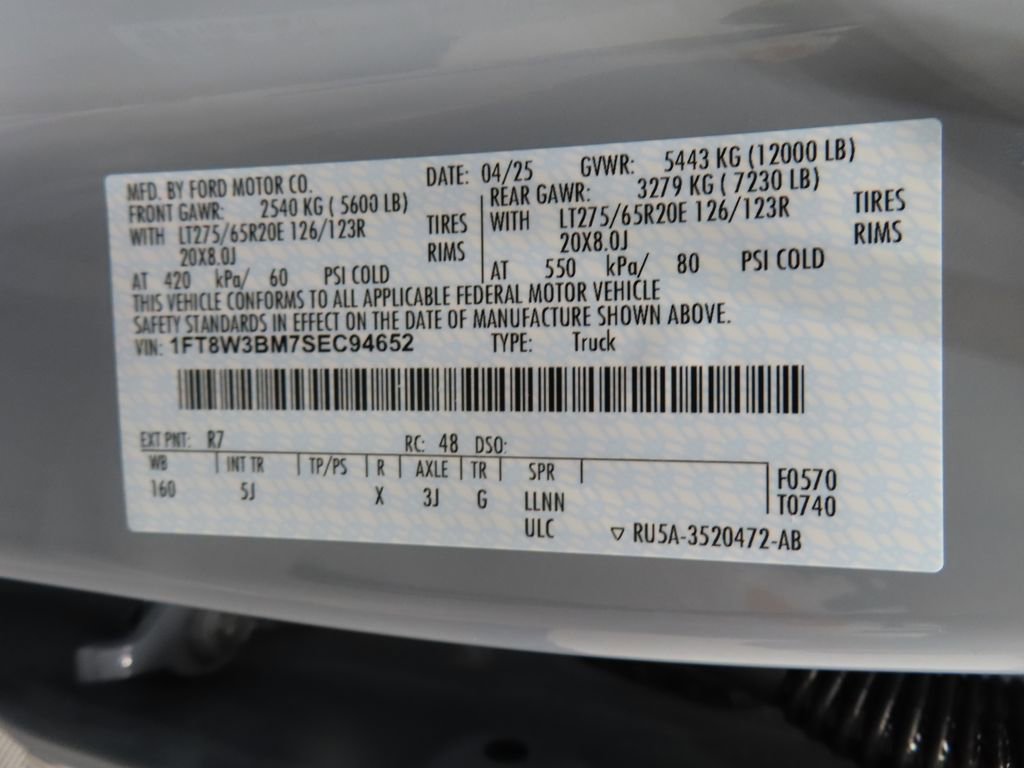 MFD. BY FORD MOTOR CO. DATE: 04/25 GVWR: 5443 KG (12000 LB)
FRONT GAWR: 2540 KG ( 5600 LB) REAR GAWR: 3279 KG ( 7230 LB)
WITH LT275/65R20E 126/123R TIRES WITH LT275/65R20E 126/123R TIRES
20X8.0J RIMS 20X8.0J RIMS
AT 420 kPa/ 60 PSI COLD AT 550 kPa/ 80 PSI COLD
THIS VEHICLE CONFORMS TO ALL APPLICABLE FEDERAL MOTOR VEHICLE
SAFETY STANDARDS IN EFFECT ON THE DATE OF MANUFACTURE SHOWN ABOVE.
VIN: 1FT8W3BM7SEC94652 TYPE: Truck
EXT PNT: R7 RC: 48 DSO:
WB INT TR TP/PS R AXLE TR SPR F0570
160 5J X 3J G LLNN T0740
ULC ▽ RU5A-3520472-AB